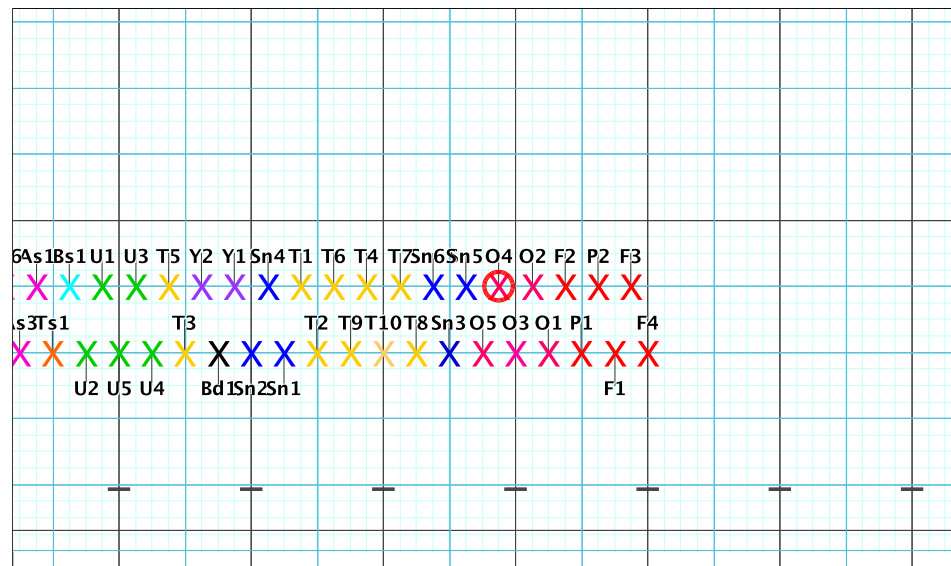 6 As1 Bs1 U1 U3 T5 Y2 Y1 Sn4 T1 T6 T4 T7 Sn6 Sn5 O4 O2 F2 P2 F3
s3 Ts1 T3 T2 T9 T10 T8 Sn3 O5 O3 O1 P1 F4
U2 U5 U4 Bd1 Sn2 Sn1 F1